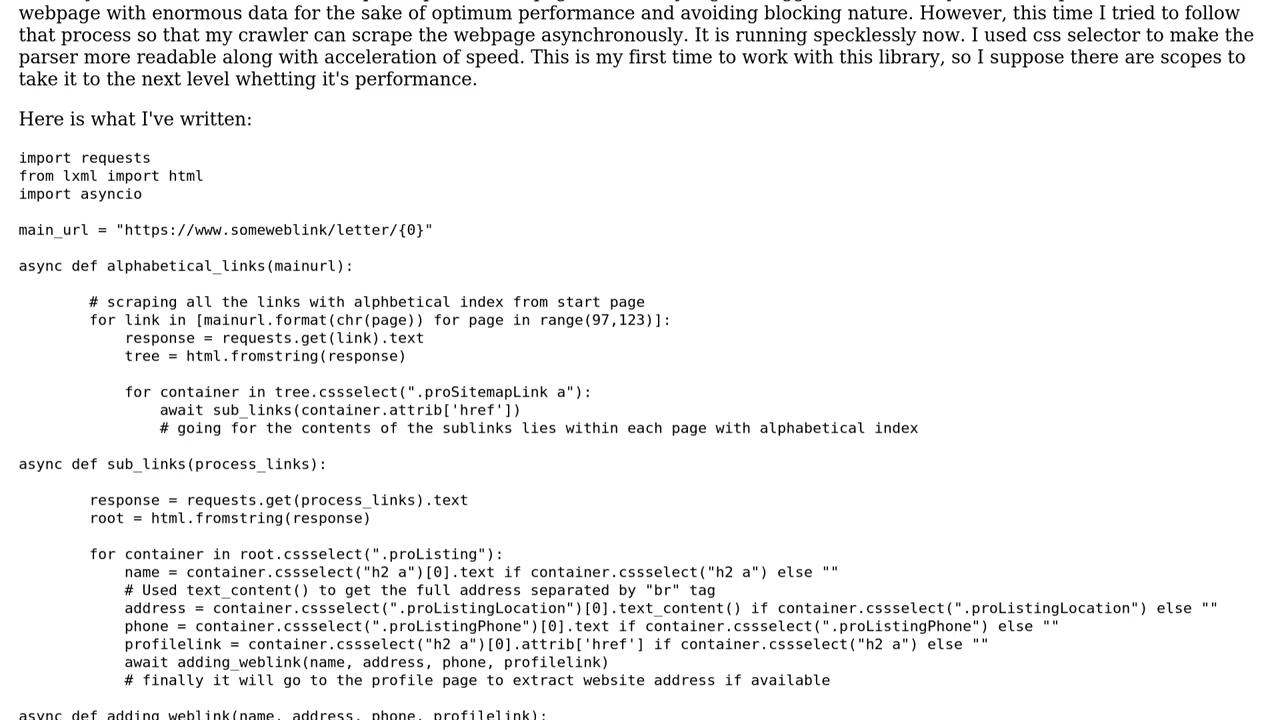 webpage with enormous data for the sake of optimum performance and avoiding blocking nature. However, this time I tried to follow
that process so that my crawler can scrape the webpage asynchronously. It is running specklessly now. I used css selector to make the
parser more readable along with acceleration of speed. This is my first time to work with this library, so I suppose there are scopes to
take it to the next level whetting it's performance.
Here is what I've written:
import requests
from lxml import html
import asyncio
main_url = "https://www.someweblink/letter/{0}"
async def alphabetical_links(mainurl):
# scraping all the links with alphbetical index from start page
for link in [mainurl.format(chr(page)) for page in range(97,123)]:
response = requests.get(link).text
tree = html.fromstring(response)
for container in tree.cssselect(".proSitemapLink a"):
await sub_links(container.attrib['href'])
# going for the contents of the sublinks lies within each page with alphabetical index
async def sub_links(process_links):
response = requests.get(process_links).text
root = html.fromstring(response)
for container in root.cssselect(".proListing"):
name = container.cssselect("h2 a")[0].text if container.cssselect("h2 a") else ""
# Used text_content() to get the full address separated by "br" tag
address = container.cssselect(".proListingLocation")[0].text_content() if container.cssselect(".proListingLocation") else ""
phone = container.cssselect(".proListingPhone")[0].text if container.cssselect(".proListingPhone") else ""
profilelink = container.cssselect("h2 a")[0].attrib['href'] if container.cssselect("h2 a") else ""
await adding_weblink(name, address, phone, profilelink)
# finally it will go to the profile page to extract website address if available
async def adding_weblink(name, address, phone, profilelink):